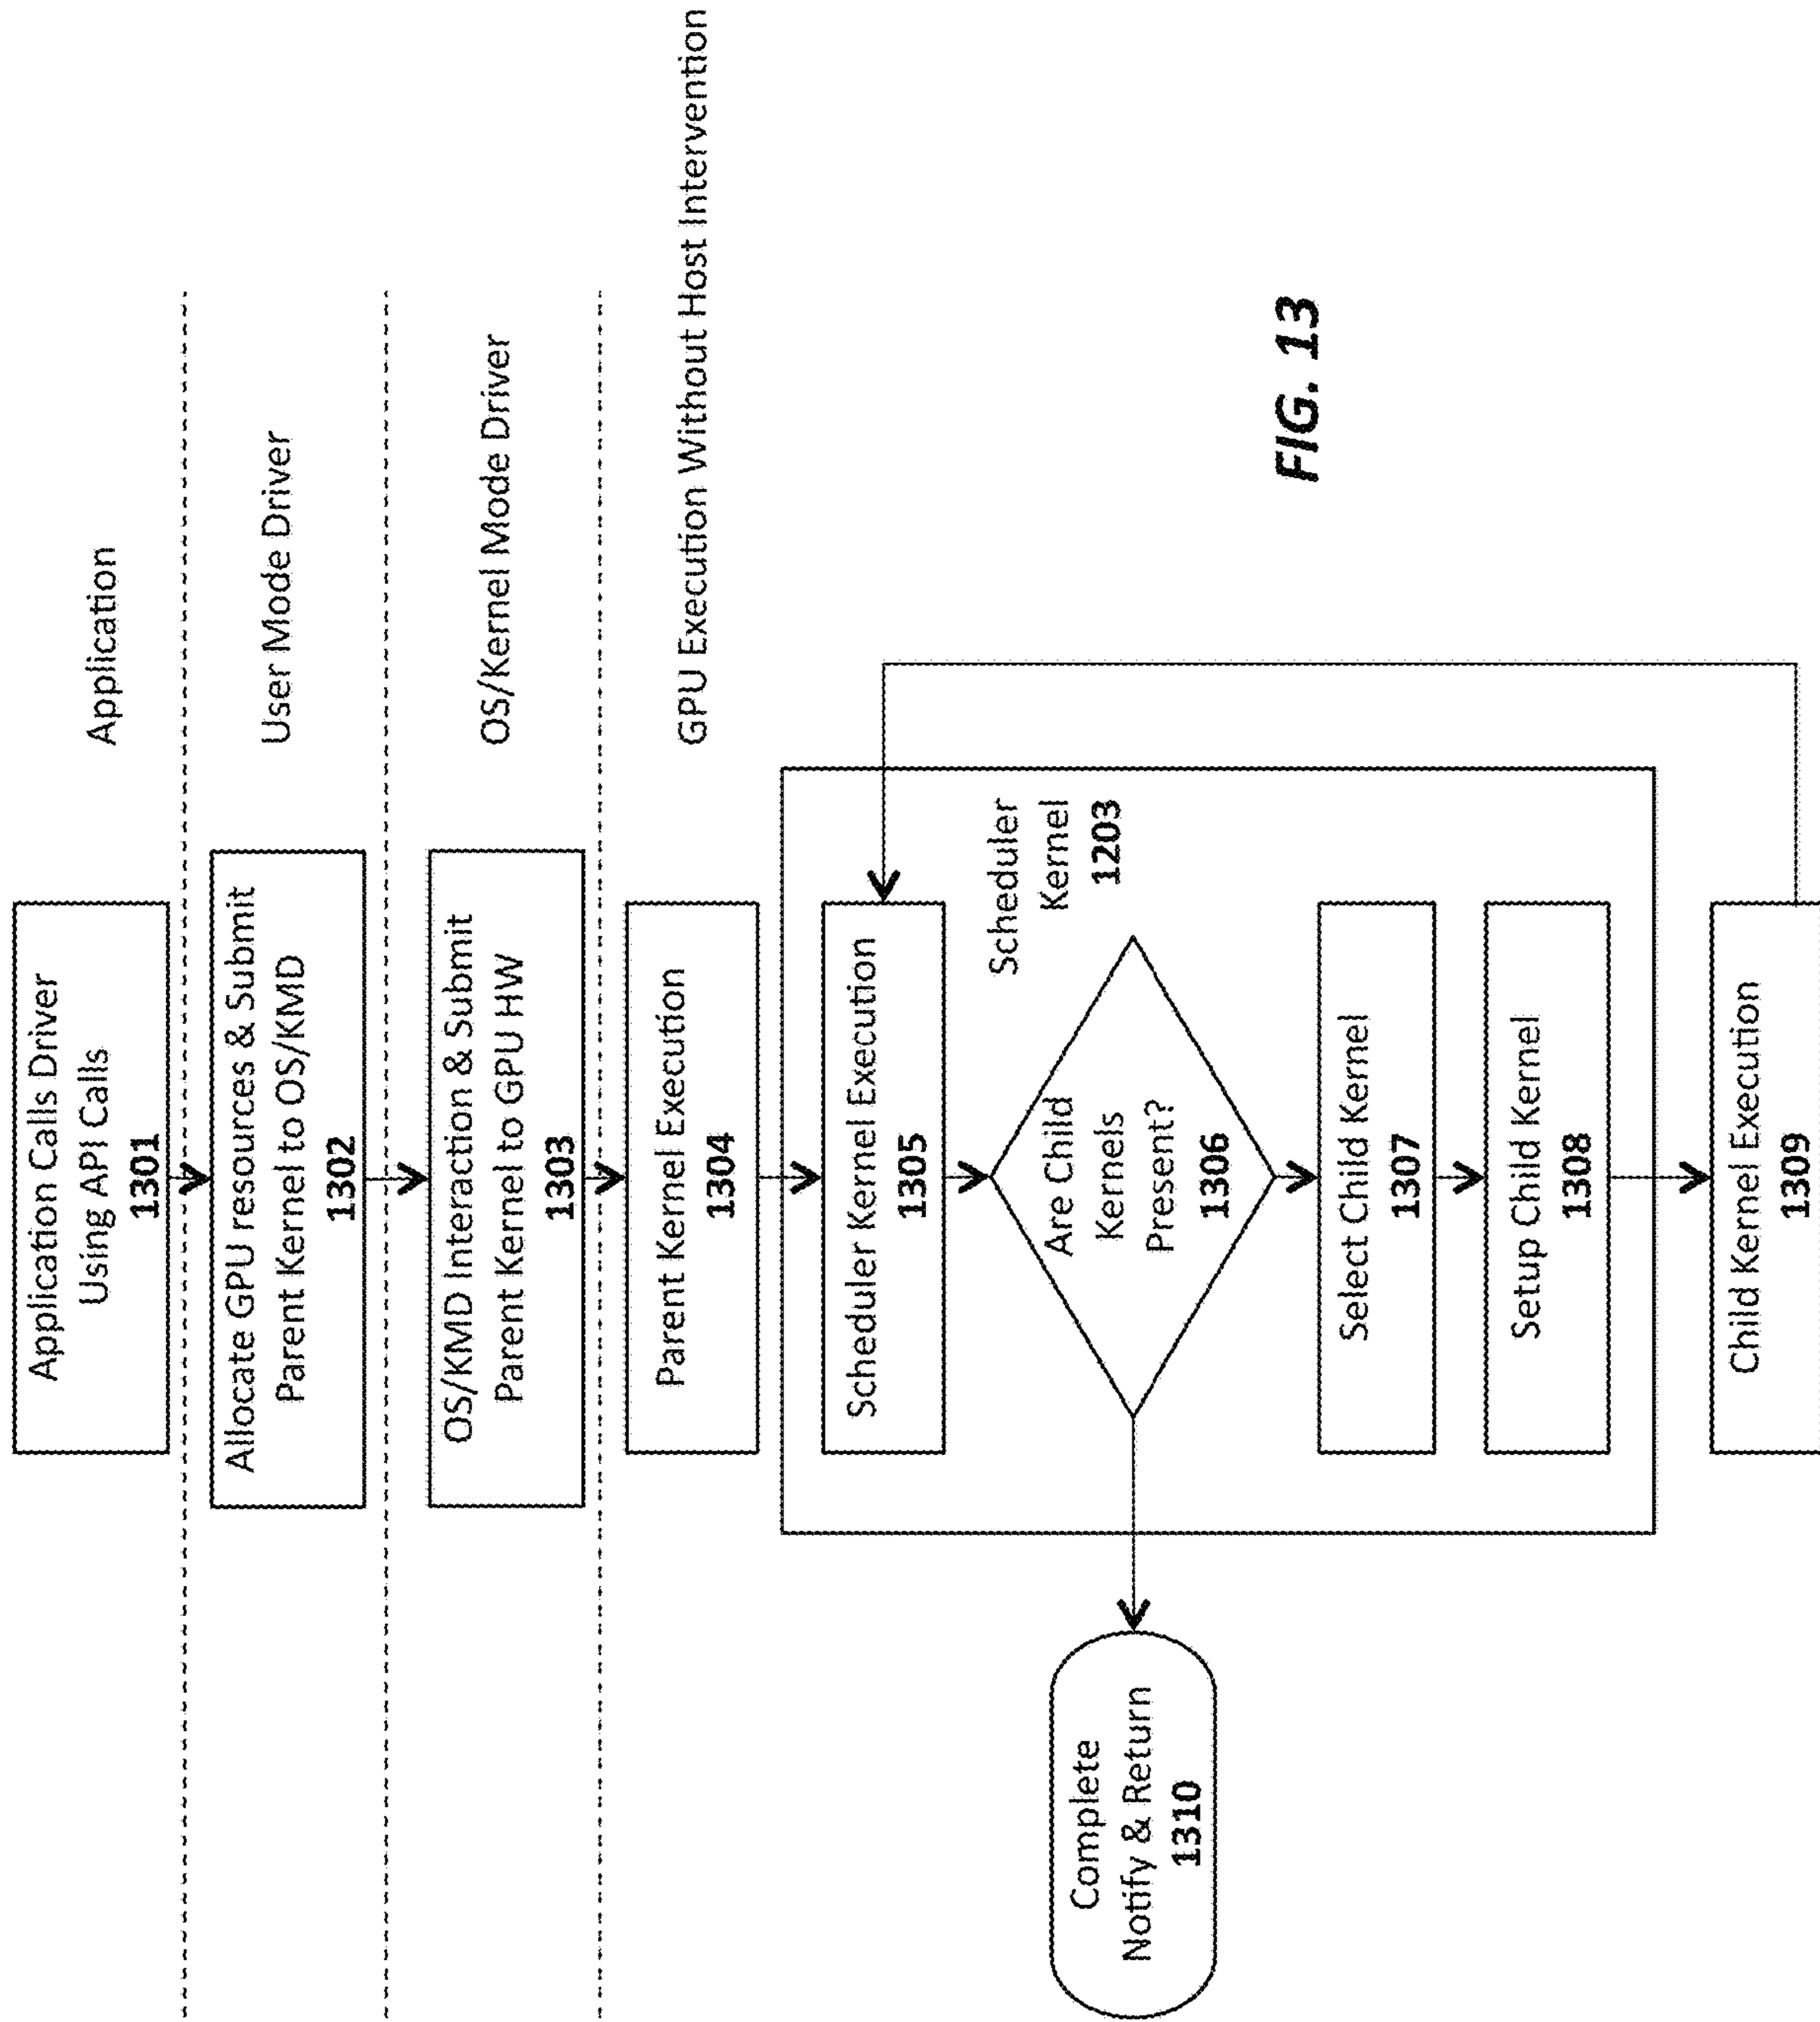 Application Calls Driver
Using API Calls
1301
Application
Allocate GPU resources & Submit
Parent Kernel to OS/KMD
1302
User Mode Driver
OS/KMD Interaction & Submit
Parent Kernel to GPU HW
1303
OS/Kernel Mode Driver
Parent Kernel Execution
1304
GPU Execution Without Host Intervention
Scheduler Kernel Execution
1305
Scheduler
Kernel
1203
Are Child
Kernels
Present?
1306
Complete
Notify & Return
1310
Select Child Kernel
1307
Setup Child Kernel
1308
Child Kernel Execution
1309
FIG. 13